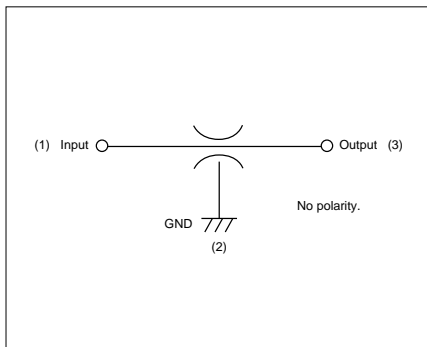 (1) Input Output (3)
No polarity.
GND
(2)